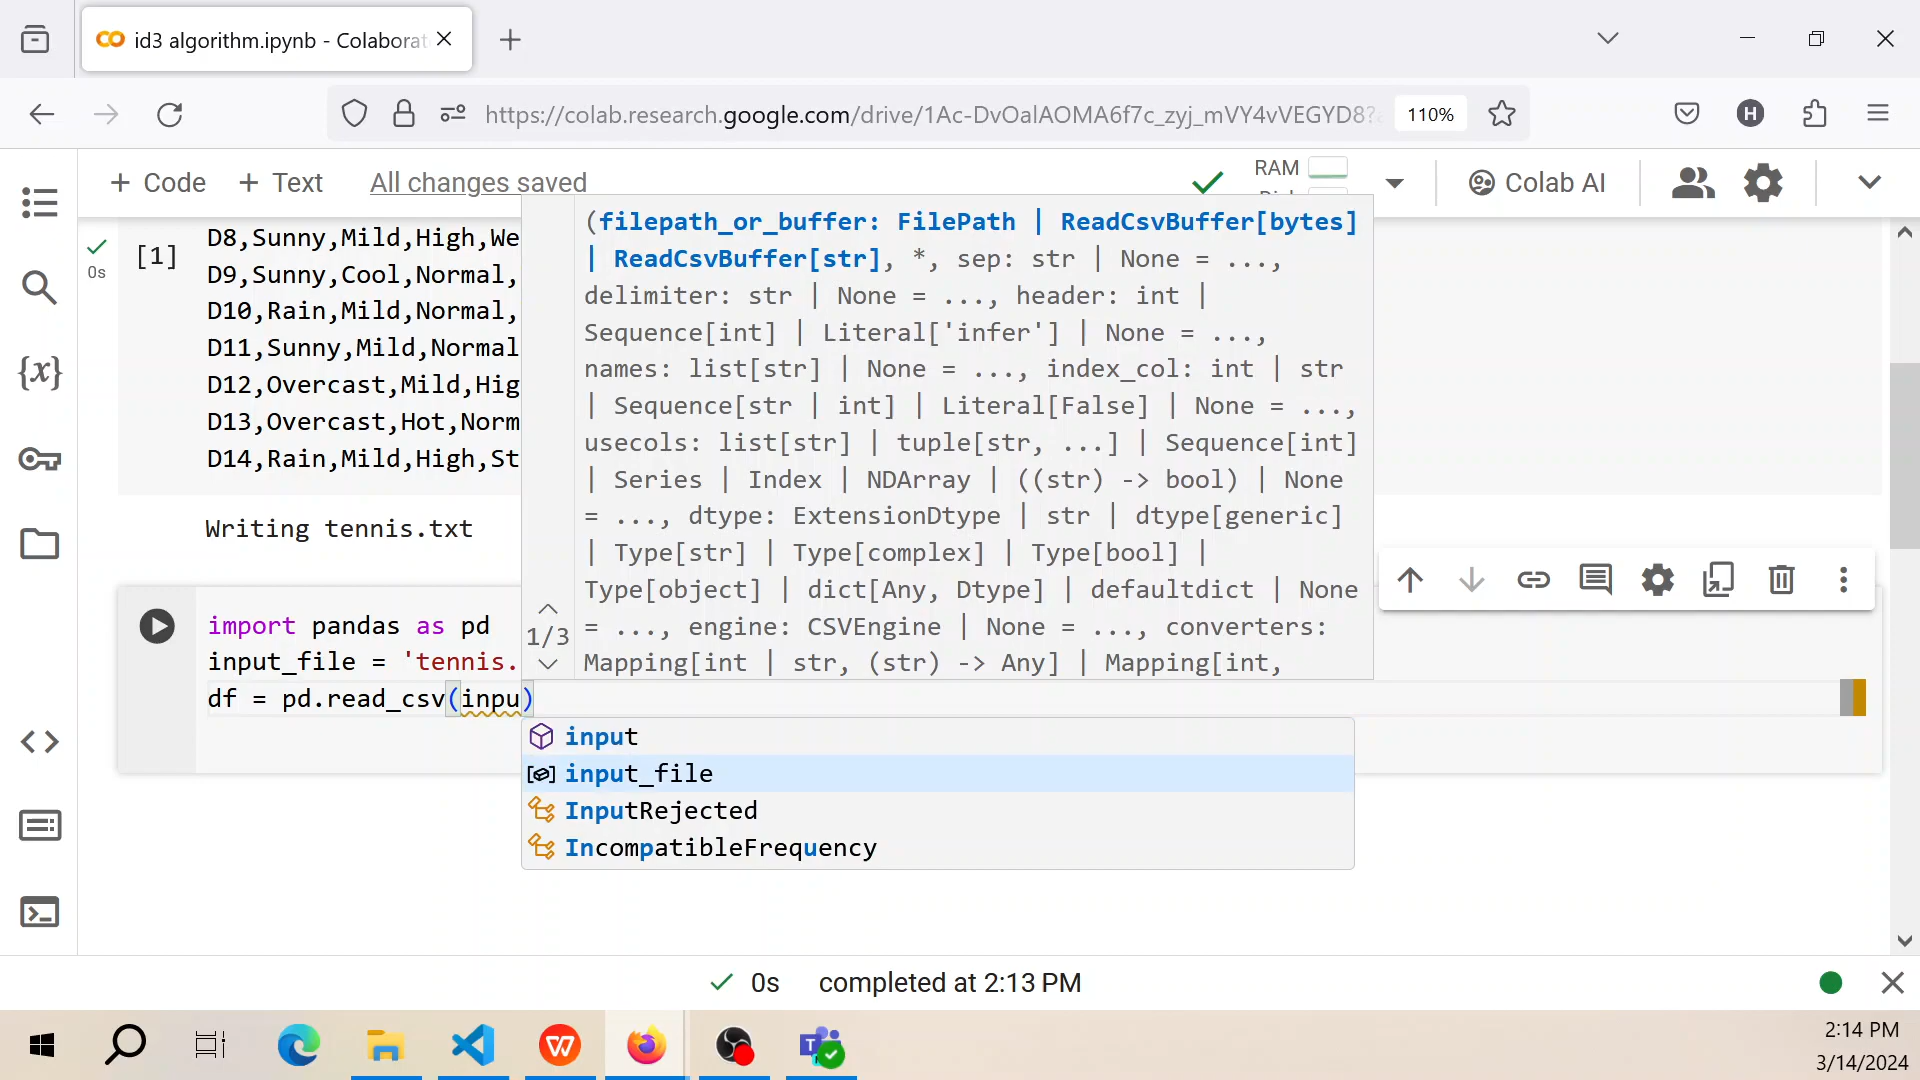 id3 algorithm.ipynb - Colaborat
https://colab.research.google.com/drive/1Ac-DvOalAOMA6f7c_zyj_mVY4vVEGYD8?a
110%
H
+ Code + Text All changes saved
RAM
Disk
Colab AI
[1]
0s
D8,Sunny,Mild,High,We
D9,Sunny,Cool,Normal,
D10,Rain,Mild,Normal,
D11,Sunny,Mild,Normal
D12,Overcast,Mild,Hig
D13,Overcast,Hot,Norm
D14,Rain,Mild,High,St
Writing tennis.txt
(filepath_or_buffer: FilePath | ReadCsvBuffer[bytes]
| ReadCsvBuffer[str], *, sep: str | None = ...,
delimiter: str | None = ..., header: int |
Sequence[int] | Literal['infer'] | None = ...,
names: list[str] | None = ..., index_col: int | str
| Sequence[str | int] | Literal[False] | None = ...,
usecols: list[str] | tuple[str, ...] | Sequence[int]
| Series | Index | NDArray | ((str) -> bool) | None
= ..., dtype: ExtensionDtype | str | dtype[generic]
| Type[str] | Type[complex] | Type[bool] |
Type[object] | dict[Any, Dtype] | defaultdict | None
= ..., engine: CSVEngine | None = ..., converters:
Mapping[int | str, (str) -> Any] | Mapping[int,
1/3
{x}
import pandas as pd
input_file = 'tennis.
df = pd.read_csv(inpu)
input
input_file
InputRejected
IncompatibleFrequency
0s completed at 2:13 PM
2:14 PM
3/14/2024